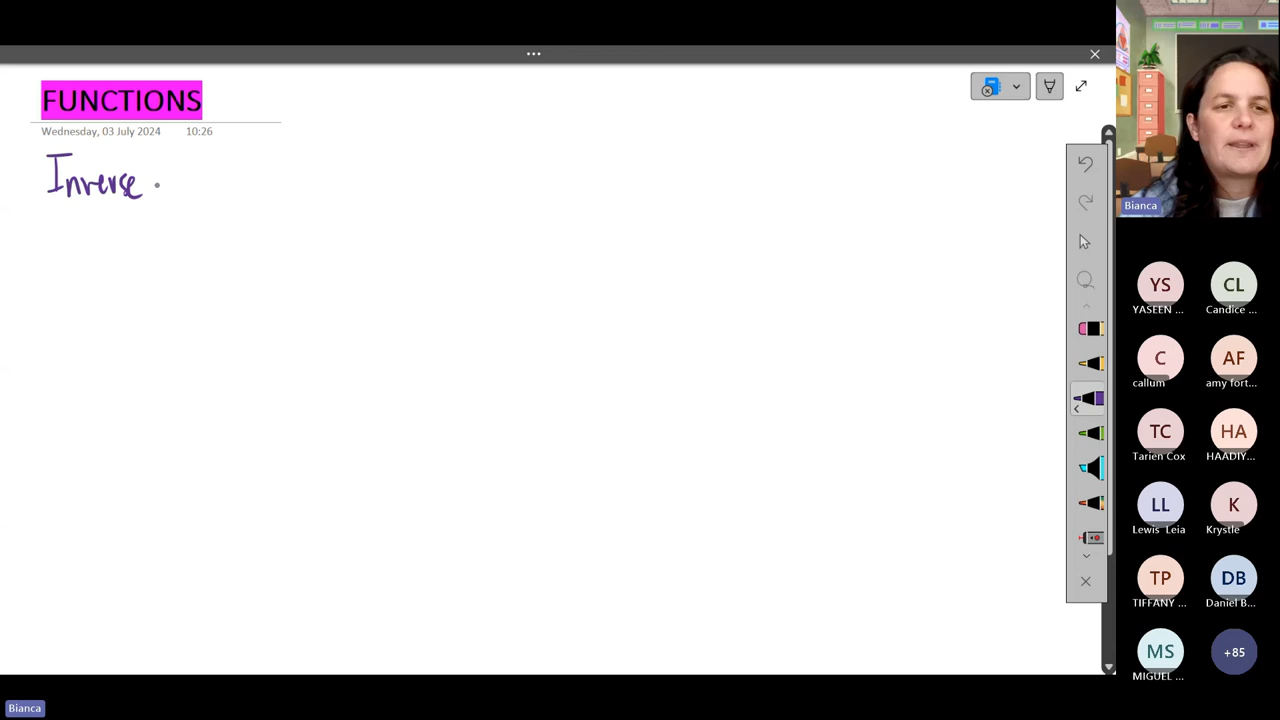 FUNCTIONS
Wednesday, 03 July 2024 10:26
Inverse
Bianca
YS
CL
YASEEN ...
Candice ...
C
AF
callum
amy fort...
TC
HA
Tarien Cox
HAADIY...
LL
K
Lewis Leia
Krystle
TP
DB
TIFFANY ...
Daniel B...
MS
+85
MIGUEL ...
Bianca